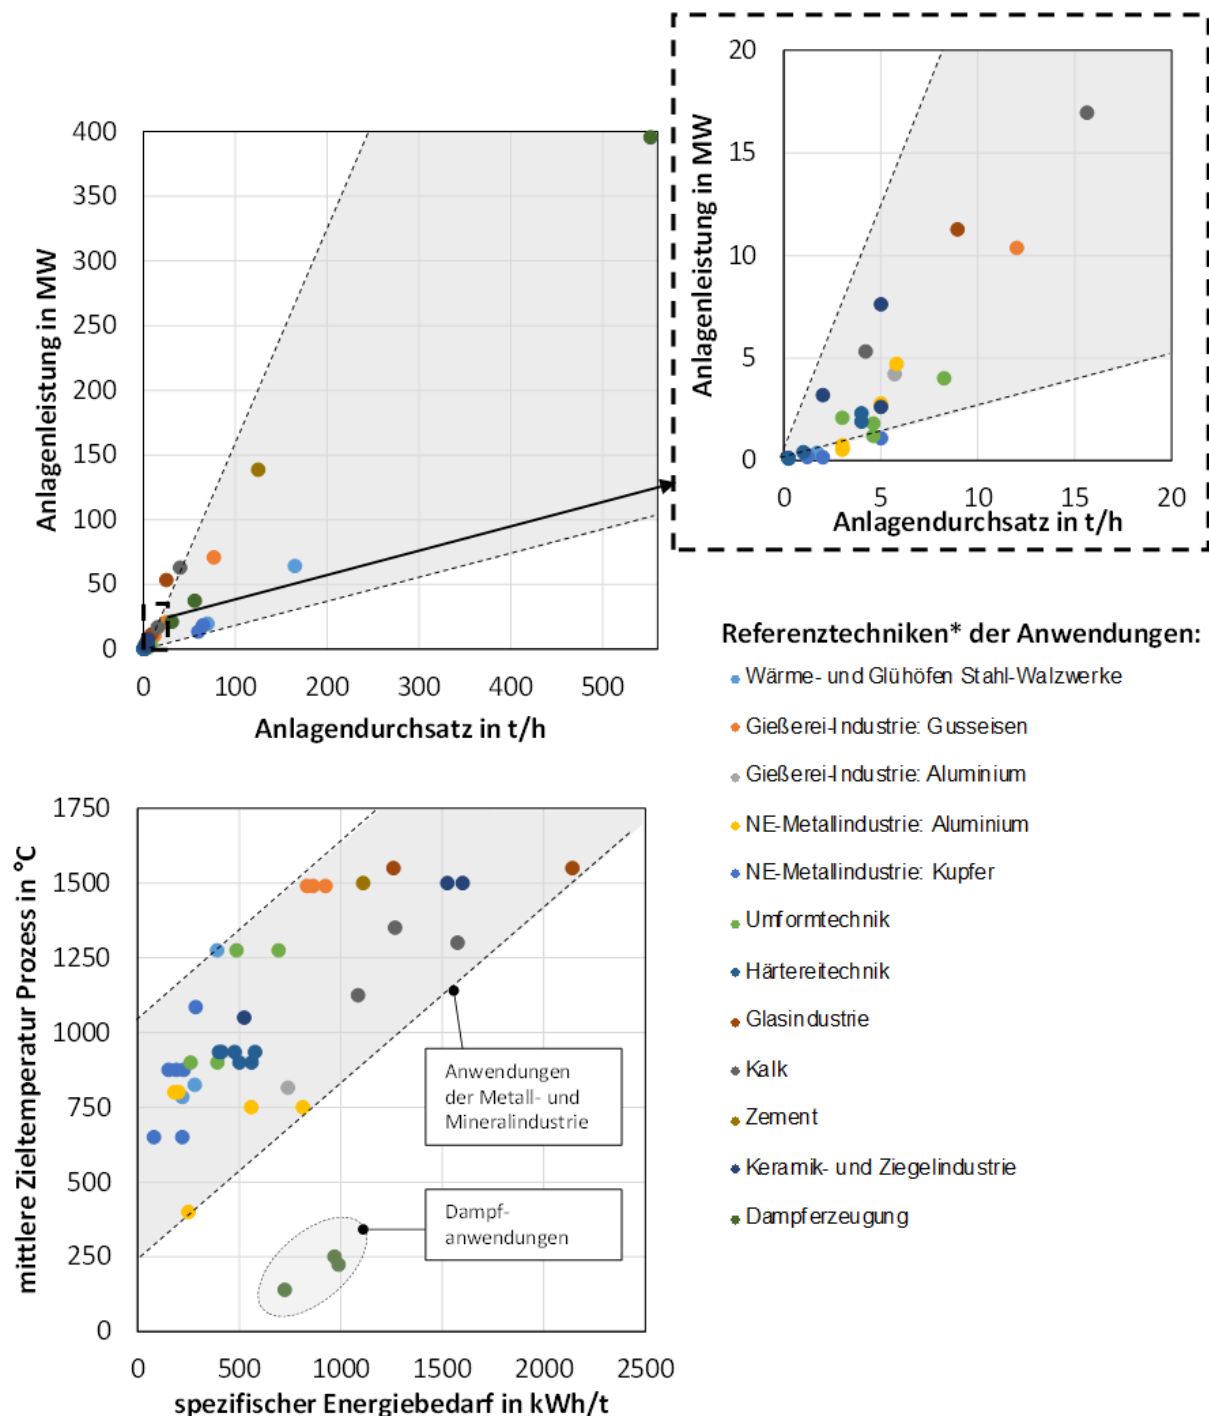 400
350
300
250
200
150
100
50
0
Anlagenleistung in MW
0 100 200 300 400 500
Anlagendurchsatz in t/h
20
15
10
5
0
Anlagenleistung in MW
0 5 10 15 20
Anlagendurchsatz in t/h
Referenztechniken* der Anwendungen:
Wärme- und Glühöfen Stahl-Walzwerke
Gießerei-Industrie: Gusseisen
Gießerei-Industrie: Aluminium
NE-Metallindustrie: Aluminium
NE-Metallindustrie: Kupfer
Umformtechnik
Härtereitechnik
Glasindustrie
Kalk
Zement
Keramik- und Ziegelindustrie
Dampferzeugung
1750
1500
1250
1000
750
500
250
0
mittlere Zieltemperatur Prozess in °C
Anwendungen
der Metall- und
Mineralindustrie
Dampf-
anwendungen
0 500 1000 1500 2000 2500
spezifischer Energiebedarf in kWh/t